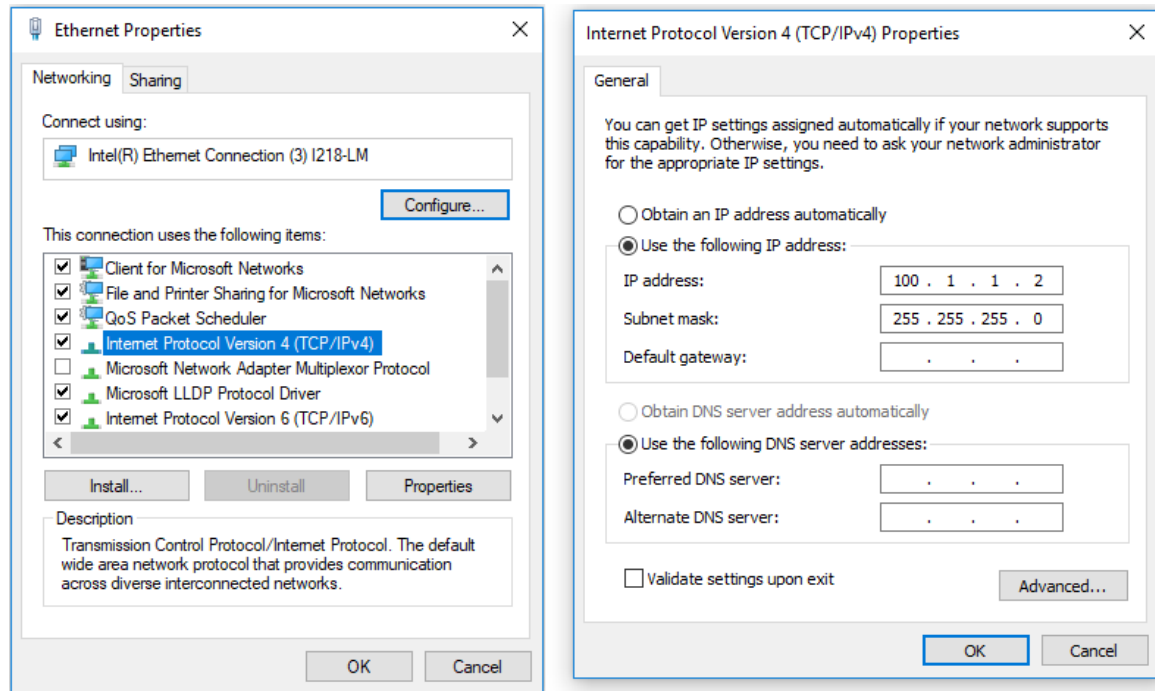 Ethernet Properties
Networking
Sharing
Connect using:
Intel(R) Ethernet Connection (3) I218-LM
Configure...
This connection uses the following items:
Client for Microsoft Networks
File and Printer Sharing for Microsoft Networks
QoS Packet Scheduler
Internet Protocol Version 4 (TCP/IPv4)
Microsoft Network Adapter Multiplexor Protocol
Microsoft LLDP Protocol Driver
Internet Protocol Version 6 (TCP/IPv6)
Install...
Uninstall
Properties
Description
Transmission Control Protocol/Internet Protocol. The default
wide area network protocol that provides communication
across diverse interconnected networks.
OK
Cancel
Internet Protocol Version 4 (TCP/IPv4) Properties
General
You can get IP settings assigned automatically if your network supports
this capability. Otherwise, you need to ask your network administrator
for the appropriate IP settings.
Obtain an IP address automatically
Use the following IP address:
IP address:
100 . 1 . 1 . 2
Subnet mask:
255 . 255 . 255 . 0
Default gateway:
. . .
Obtain DNS server address automatically
Use the following DNS server addresses:
Preferred DNS server:
. . .
Alternate DNS server:
. . .
Validate settings upon exit
Advanced...
OK
Cancel